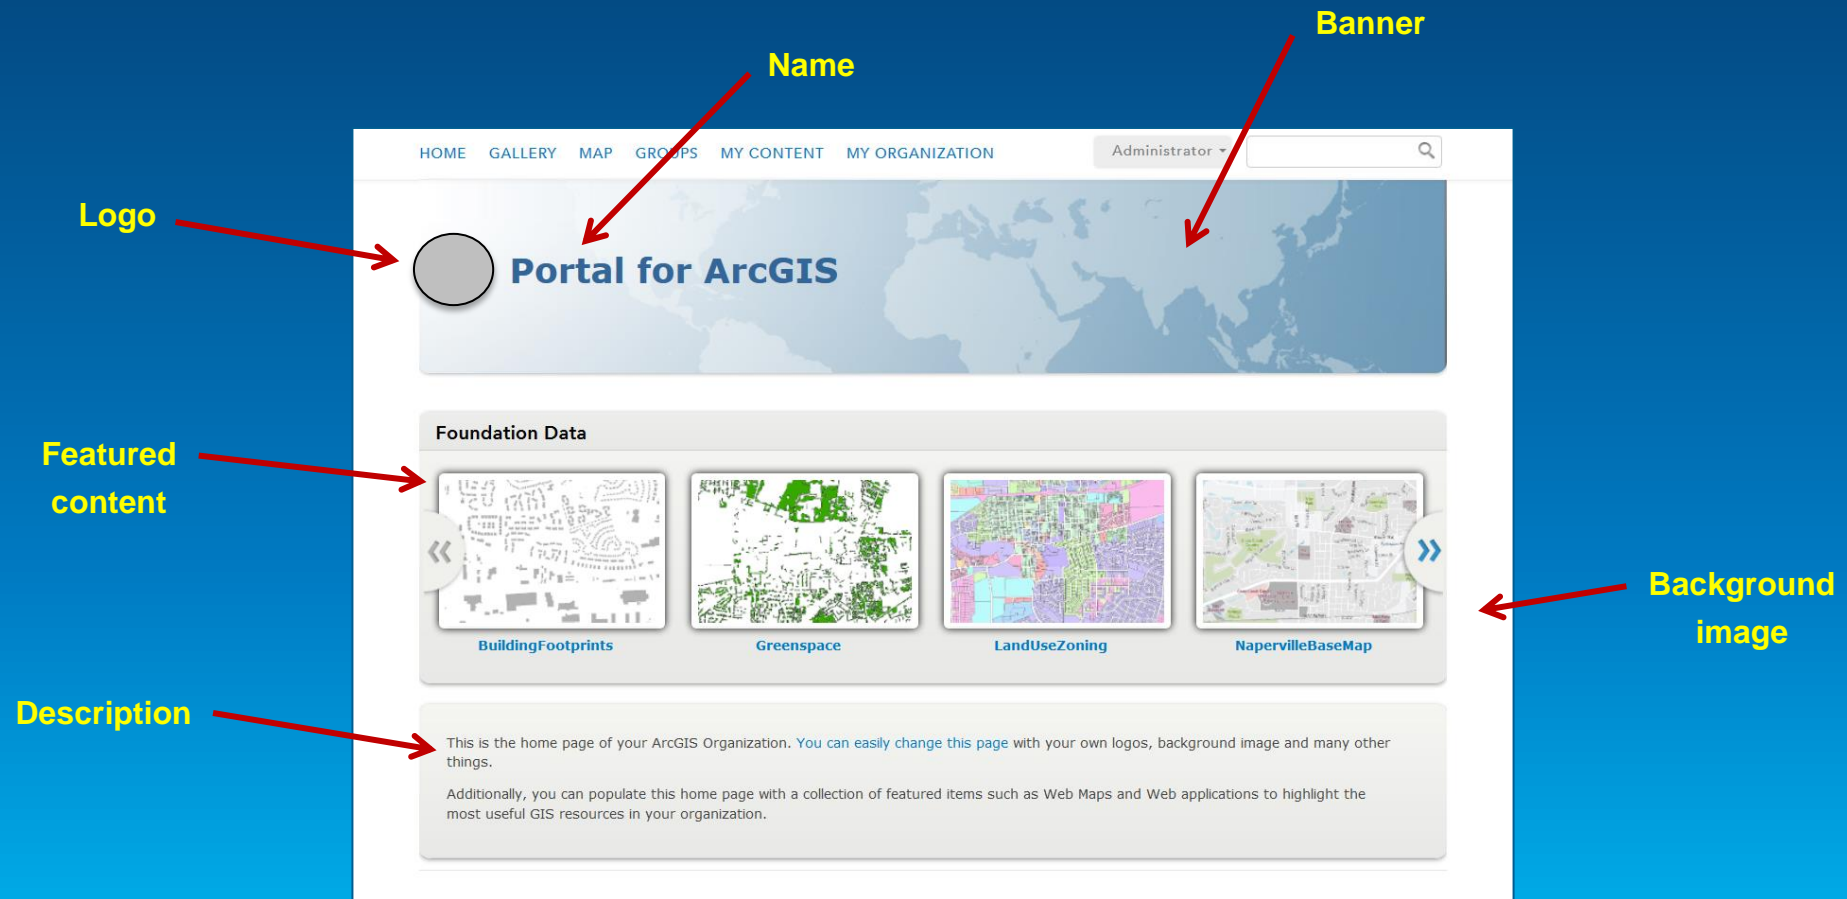 Banner
Name
HOME GALLERY MAP GROUPS MY CONTENT MY ORGANIZATION Administrator
Logo
Portal for ArcGIS
Foundation Data
Featured
content
BuildingFootprints Greenspace LandUseZoning NapervilleBaseMap
Background
image
Description
This is the home page of your ArcGIS Organization. You can easily change this page with your own logos, background image and many other
things.
Additionally, you can populate this home page with a collection of featured items such as Web Maps and Web applications to highlight the
most useful GIS resources in your organization.